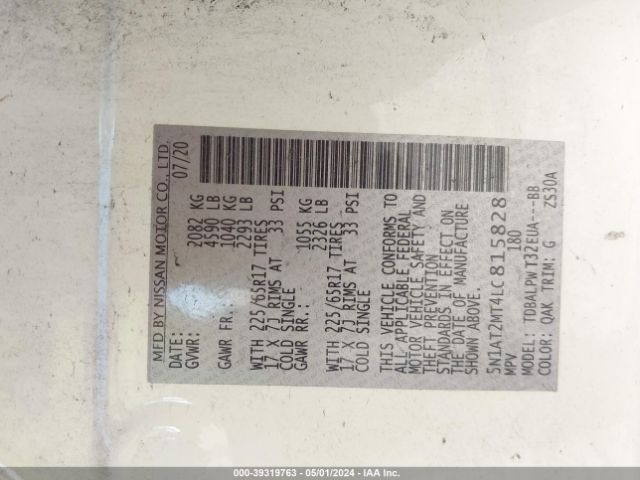 MFD BY NISSAN MOTOR CO., LTD.
DATE: 07/20
GVWR: 2082 KG
4590 LB
GAWR FR.: 1040 KG
2293 LB
WITH 225/65R17 TIRES
17 X 7J RIMS AT 33 PSI
COLD SINGLE
GAWR RR.: 1055 KG
2326 LB
WITH 225/65R17 TIRES
17 X 7J RIMS AT 33 PSI
COLD SINGLE
THIS VEHICLE CONFORMS TO
ALL APPLICABLE FEDERAL
MOTOR VEHICLE SAFETY AND
THEFT PREVENTION
STANDARDS IN EFFECT ON
THE DATE OF MANUFACTURE
SHOWN ABOVE.
5N1AT2MT4LC815828
MPV 180
MODEL: TDBALPW T32EUA---BB
COLOR: QAK TRIM: G ZS30A
000-39319763 - 05/01/2024 - IAA Inc.